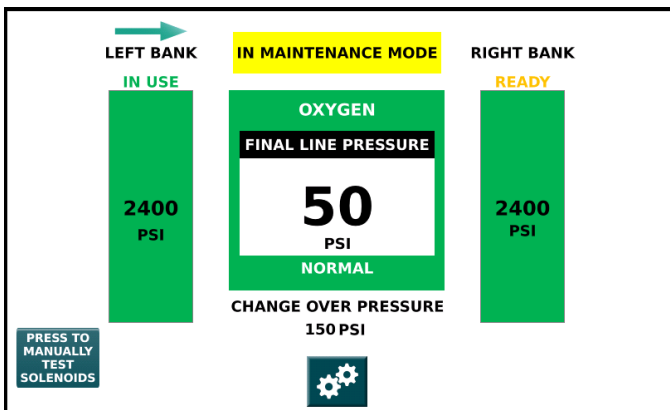 LEFT BANK
IN USE
2400
PSI
IN MAINTENANCE MODE
OXYGEN
FINAL LINE PRESSURE
50
PSI
NORMAL
CHANGE OVER PRESSURE
150 PSI
RIGHT BANK
READY
2400
PSI
PRESS TO
MANUALLY
TEST
SOLENOIDS